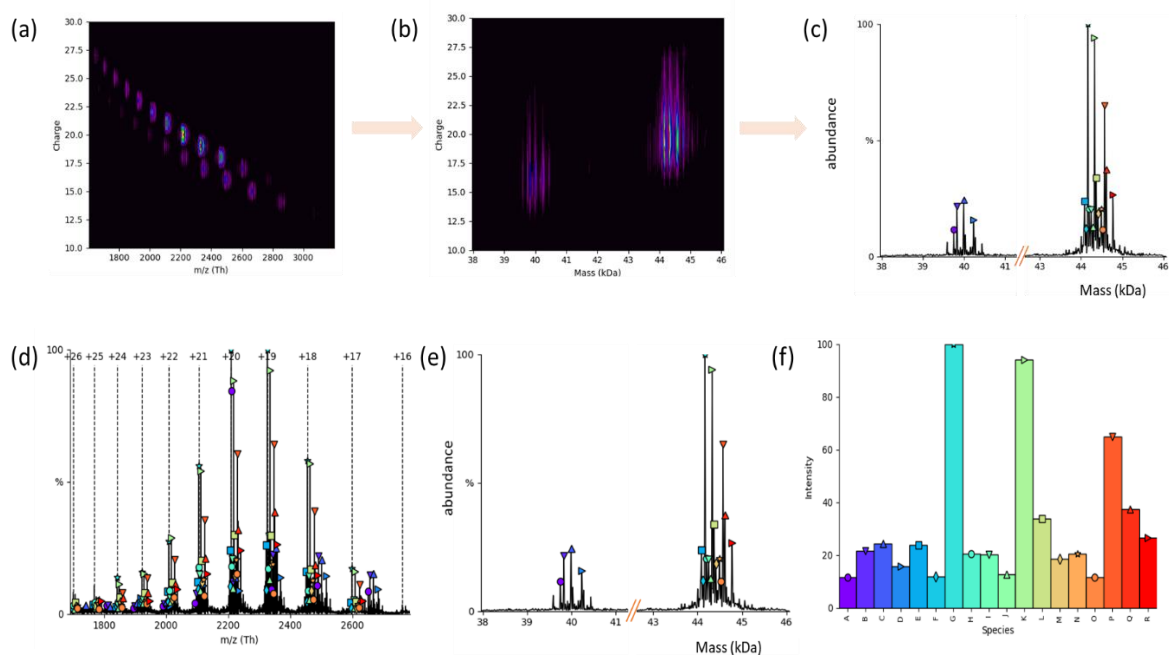 (a)
30.0
27.5
25.0
22.5
20.0
17.5
15.0
12.5
10.0
Charge
1800 2000 2200 2400 2600 2800 3000
m/z (Th)
(b)
30.0
27.5
25.0
22.5
20.0
17.5
15.0
12.5
10.0
Charge
38 39 40 41 42 43 44 45 46
Mass (kDa)
(c)
100
%
0
abundance
38 39 40 41 43 44 45 46
Mass (kDa)
(d)
100
%
0
+26 +25 +24 +23 +22 +21 +20 +19 +18 +17 +16
1800 2000 2200 2400 2600
m/z (Th)
(e)
100
%
0
abundance
38 39 40 41 43 44 45 46
Mass (kDa)
(f)
100
80
60
40
20
0
Intensity
A B C D E F G H I J K L M N O P Q R
Species